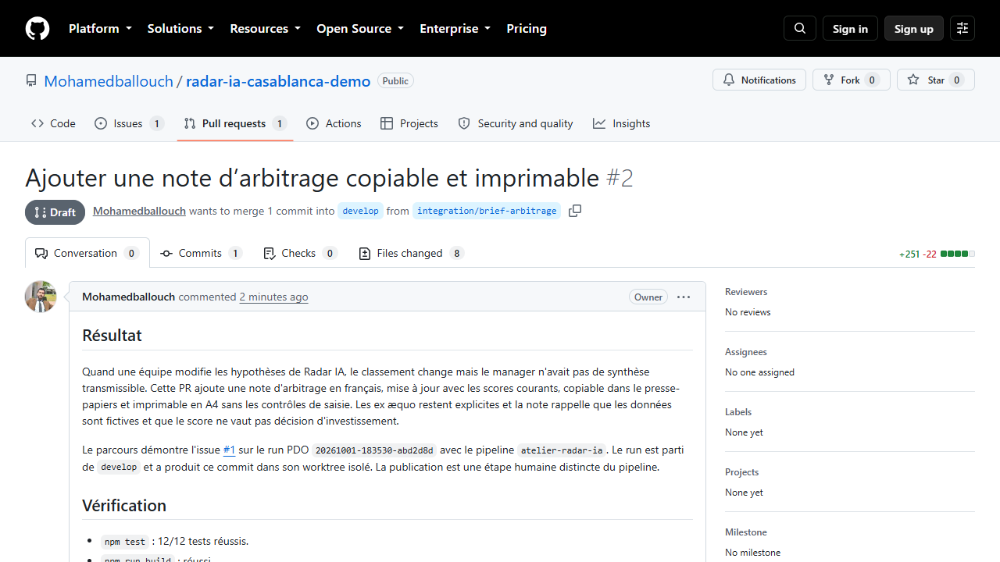 Platform Solutions Resources Open Source Enterprise Pricing Sign in Sign up
Mohamedballouch / radar-ia-casablanca-demo Public Notifications Fork 0 Star 0
Code Issues 1 Pull requests 1 Actions Projects Security and quality Insights
Ajouter une note d’arbitrage copiable et imprimable #2
Draft Mohamedballouch wants to merge 1 commit into develop from integration/brief-arbitrage
Conversation 0 Commits 1 Checks 0 Files changed 8 +251 -22
Mohamedballouch commented 2 minutes ago Owner
Résultat
Quand une équipe modifie les hypothèses de Radar IA, le classement change mais le manager n'avait pas de synthèse
transmissible. Cette PR ajoute une note d'arbitrage en français, mise à jour avec les scores courants, copiable dans le presse-
papiers et imprimable en A4 sans les contrôles de saisie. Les ex æquo restent explicites et la note rappelle que les données
sont fictives et que le score ne vaut pas décision d'investissement.
Le parcours démontre l'issue #1 sur le run PDO 20261001-183530-abd2d8d avec le pipeline atelier-radar-ia. Le run est parti
de develop et a produit ce commit dans son worktree isolé. La publication est une étape humaine distincte du pipeline.
Vérification
npm test : 12/12 tests réussis.
npm run build : réussi.
Reviewers
No reviews
Assignees
No one assigned
Labels
None yet
Projects
None yet
Milestone
No milestone